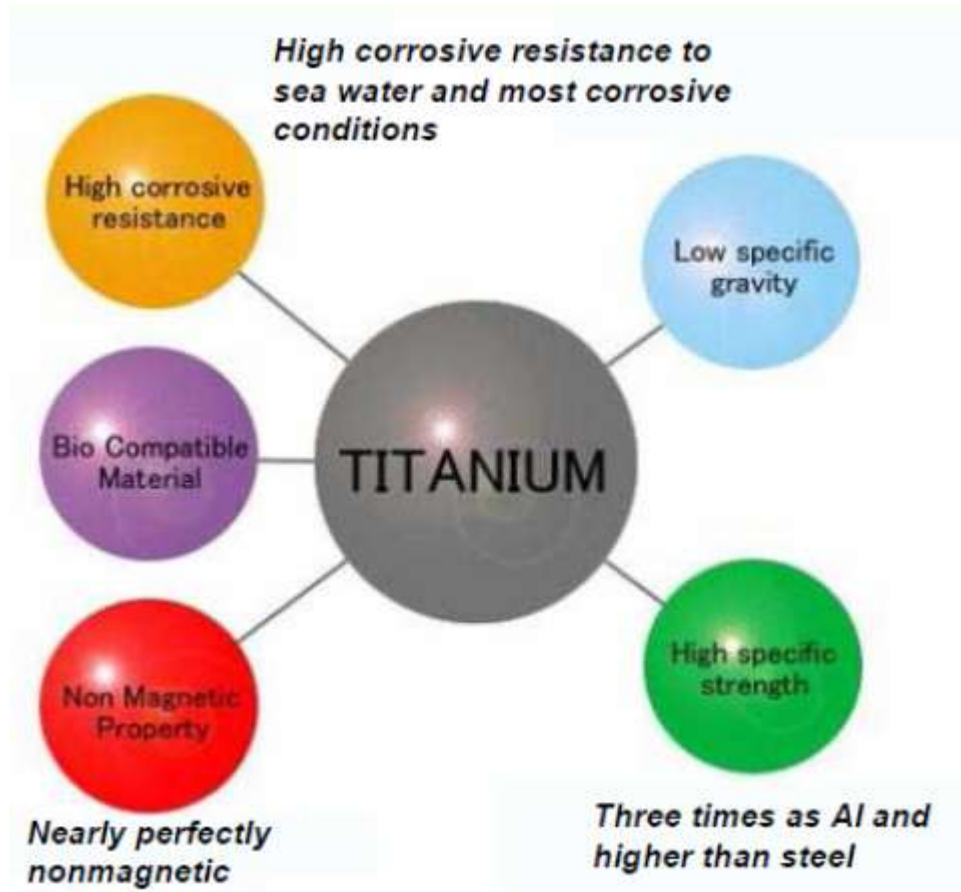 High corrosive resistance to
sea water and most corrosive
conditions
High corrosive
resistance
Low specific
gravity
Bio Compatible
Material
TITANIUM
Non Magnetic
Property
High specific
strength
Nearly perfectly
nonmagnetic
Three times as Al and
higher than steel